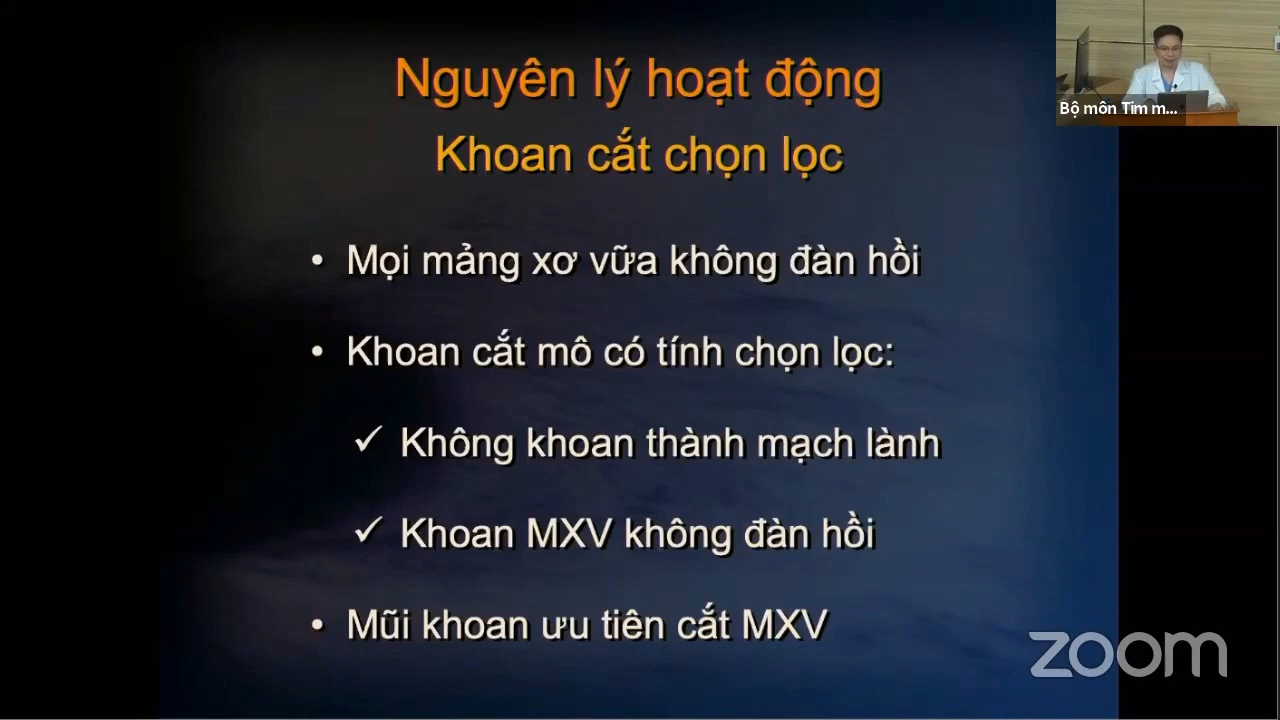 Nguyên lý hoạt động
Khoan cắt chọn lọc
• Mọi mảng xơ vữa không đàn hồi
• Khoan cắt mô có tính chọn lọc:
✓ Không khoan thành mạch lành
✓ Khoan MXV không đàn hồi
• Mũi khoan ưu tiên cắt MXV
Bộ môn Tim m...
zoom